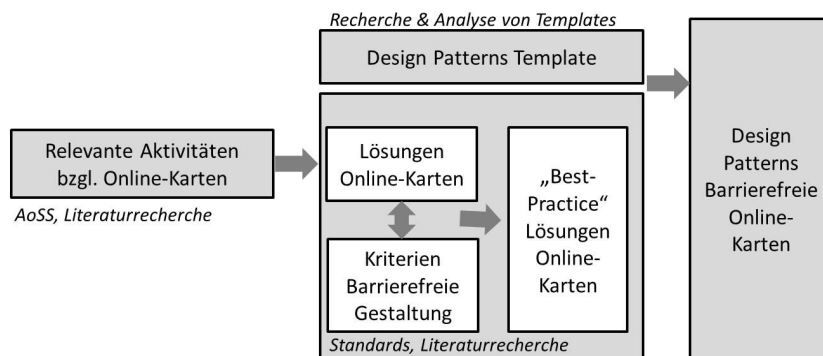 Recherche & Analyse von Templates
Design Patterns Template
Relevante Aktivitäten
bzgl. Online-Karten
AoSS, Literaturrecherche
Lösungen
Online-Karten
Kriterien
Barrierefreie
Gestaltung
„Best-
Practice“
Lösungen
Online-
Karten
Standards, Literaturrecherche
Design
Patterns
Barrierefreie
Online-
Karten